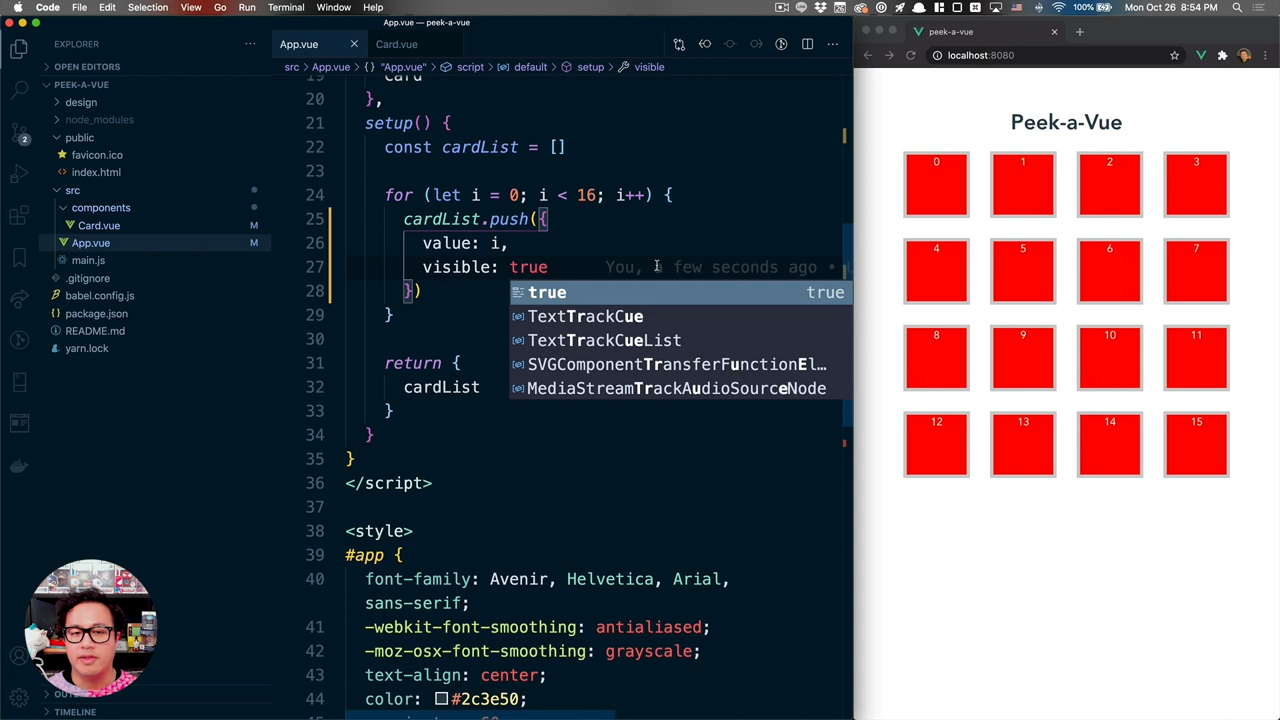 Code File Edit Selection View Go Run Terminal Window Help
100% Mon Oct 26 8:54 PM
App.vue — peek-a-vue
EXPLORER
OPEN EDITORS
PEEK-A-VUE
design
node_modules
public
favicon.ico
index.html
src
components
Card.vue M
App.vue M
main.js
.gitignore
babel.config.js
package.json
README.md
yarn.lock
TIMELINE
2
App.vue
Card.vue
src > App.vue > {} "App.vue" > script > default > setup > visible
19 Card
20 },
21 setup() {
22 const cardList = []
23
24 for (let i = 0; i < 16; i++) {
25 cardList.push({
26 value: i,
27 visible: true You, a few seconds ago •
28 })
29 }
30
31 return {
32 cardList
33 }
34 }
35 }
36 </script>
37
38 <style>
39 #app {
40 font-family: Avenir, Helvetica, Arial,
sans-serif;
41 -webkit-font-smoothing: antialiased;
42 -moz-osx-font-smoothing: grayscale;
43 text-align: center;
44 color: #2c3e50;
true true
TextTrackCue
TextTrackCueList
SVGComponentTransferFunctionEl…
MediaStreamTrackAudioSourceNode
peek-a-vue
localhost:8080
Peek-a-Vue
0 1 2 3
4 5 6 7
8 9 10 11
12 13 14 15